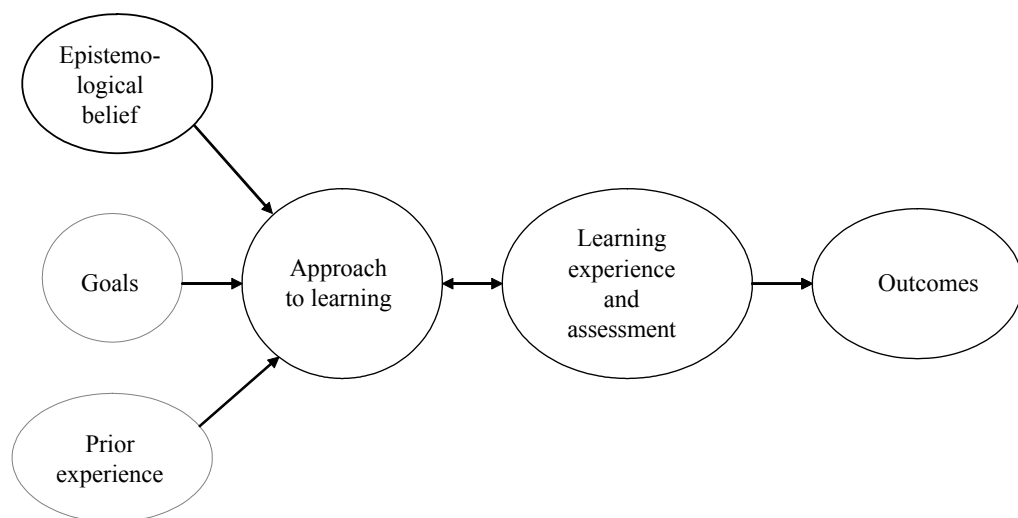 Epistemo-
logical
belief
Goals
Prior
experience
Approach
to learning
Learning
experience
and
assessment
Outcomes